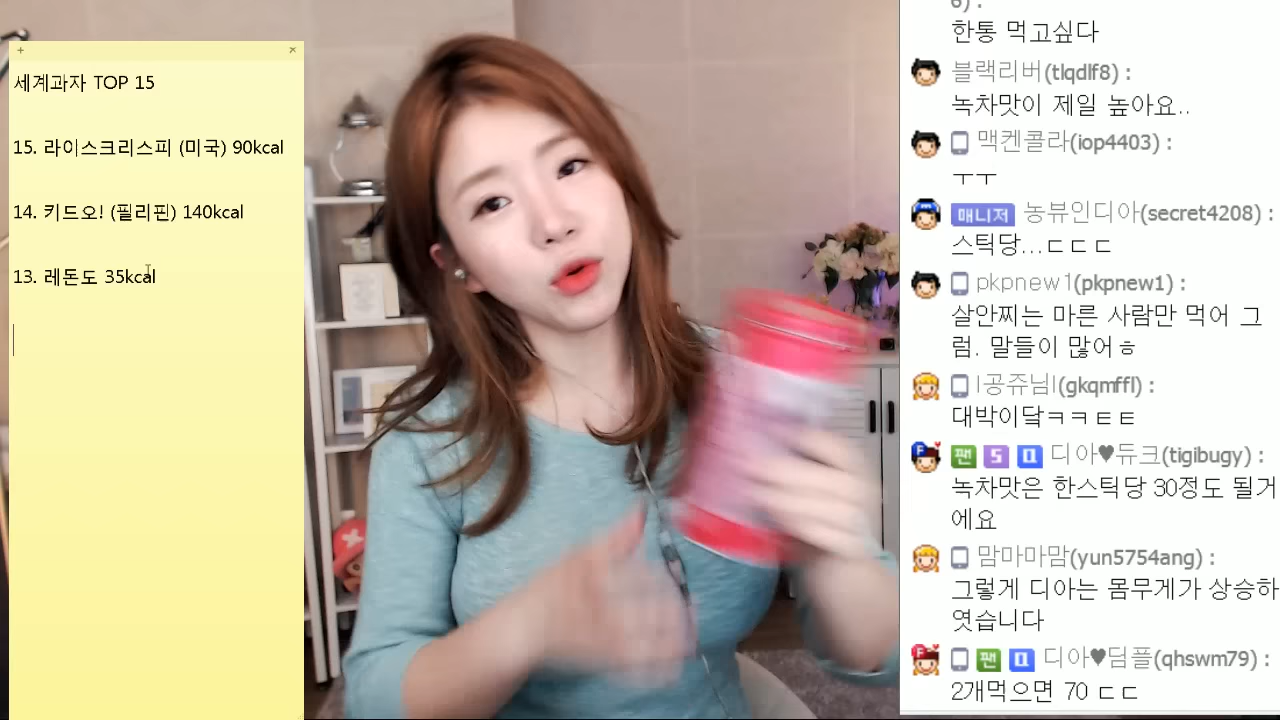 세계과자 TOP 15
15. 라이스크리스피 (미국) 90kcal
14. 키드오! (필리핀) 140kcal
13. 레돈도 35kcal
한통 먹고싶다
블랙리버(tlqdlf8) :
녹차맛이 제일 높아요..
맥켄콜라(iop4403) :
ㅜㅜ
매니저 농뷰인디아(secret4208) :
스틱당...ㄷㄷㄷ
pkpnew1(pkpnew1) :
살안찌는 마른 사람만 먹어 그
럼. 말들이 많어ㅎ
l공쥬님l(gkqmffl) :
대박이닼ㅋㅋㅌㅌ
팬 S 디아♥듀크(tigibugy) :
녹차맛은 한스틱당 30정도 될거
에요
맘마마맘(yun5754ang) :
그렇게 디아는 몸무게가 상승하
엿습니다
팬 디아♥덤플(qhswm79) :
2개먹으면 70 ㄷㄷ